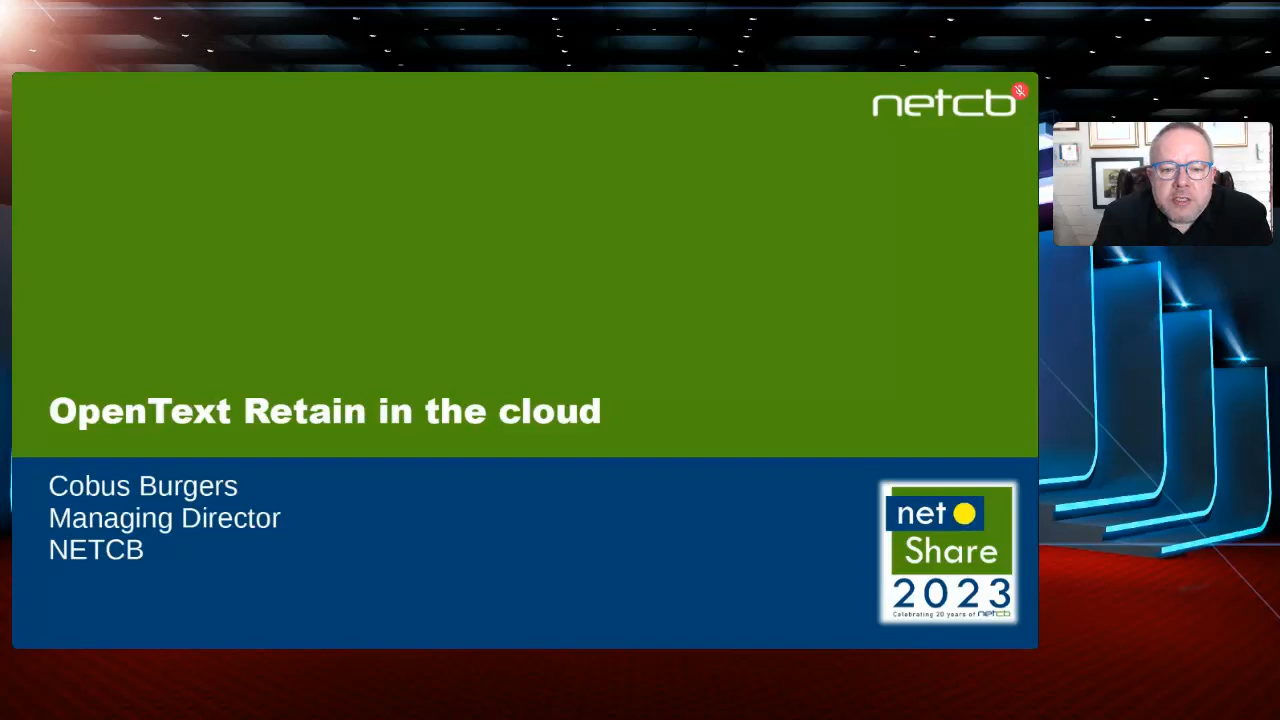 netcb
OpenText Retain in the cloud
Cobus Burgers
Managing Director
NETCB
net
Share
2023
Celebrating 20 years of netcb